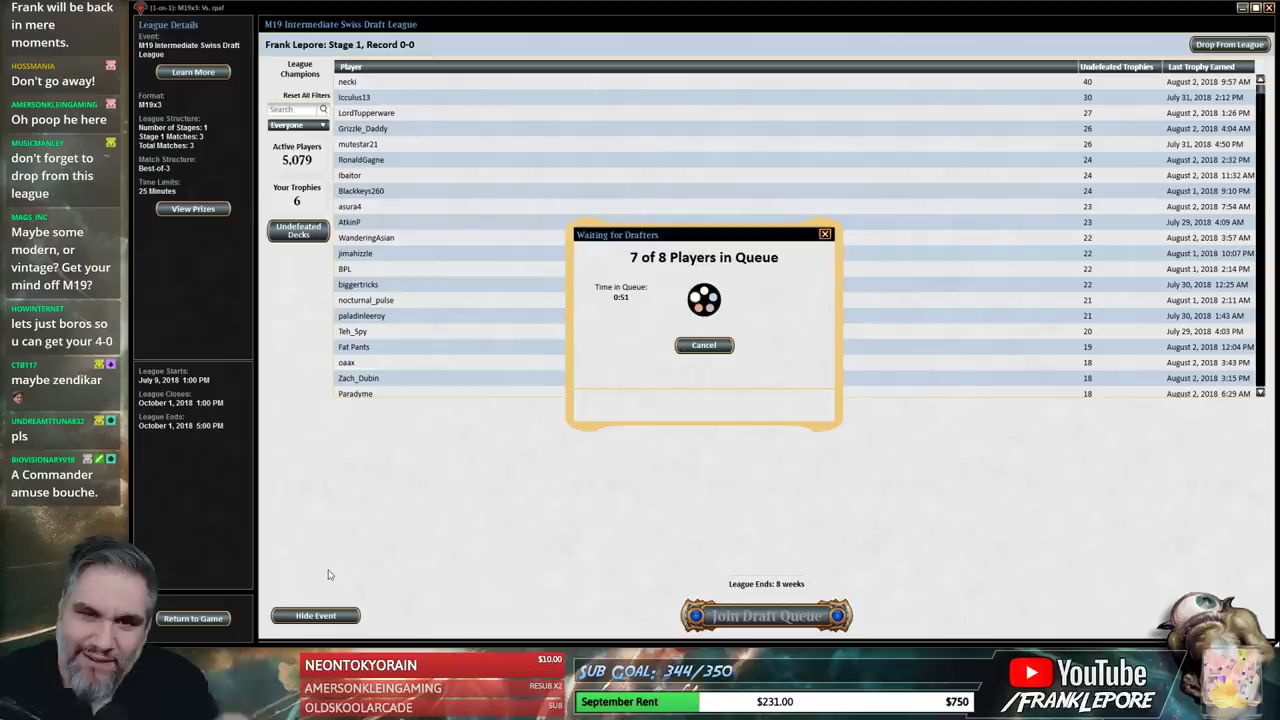 (1-on-1): M19x3: Vs. rpaf
Frank will be back
in mere
moments.
HOSSMANIA
Don't go away!
AMERSONKLEINGAMING
Oh poop he here
MUSICMANLEY
don't forget to
drop from this
league
MAGS_INC
Maybe some
modern, or
vintage? Get your
mind off M19?
HOWINTERNET
lets just boros so
u can get your 4-0
CTB117
maybe zendikar
UNDREAMTTUNA832
pls
BIOVISIONARY918
A Commander
amuse bouche.
League Details
Event:
M19 Intermediate Swiss Draft
League
Learn More
Format:
M19x3
League Structure:
Number of Stages: 1
Stage 1 Matches: 3
Total Matches: 3
Match Structure:
Best-of-3
Time Limits:
25 Minutes
View Prizes
League Starts:
July 9, 2018 1:00 PM
League Closes:
October 1, 2018 1:00 PM
League Ends:
October 1, 2018 5:00 PM
Return to Game
M19 Intermediate Swiss Draft League
Frank Lepore: Stage 1, Record 0-0
Drop From League
League
Champions
Reset All Filters
Search
Everyone
Active Players
5,079
Your Trophies
6
Undefeated
Decks
Player Undefeated Trophies Last Trophy Earned
necki 40 August 2, 2018 9:57 AM
Icculus13 30 July 31, 2018 2:12 PM
LordTupperware 27 August 2, 2018 1:26 PM
Grizzle_Daddy 26 August 2, 2018 4:04 AM
mutestar21 26 July 31, 2018 4:50 PM
RonaldGagne 24 August 2, 2018 2:32 PM
lbaitor 24 August 2, 2018 11:32 AM
Blackkeys260 24 August 1, 2018 9:10 PM
asura4 23 August 2, 2018 7:54 AM
AtkinP 23 July 29, 2018 4:09 AM
WanderingAsian 22 August 2, 2018 3:57 AM
jimahizzle 22 August 1, 2018 10:07 PM
BPL 22 August 1, 2018 2:14 PM
biggertricks 22 July 30, 2018 12:25 AM
nocturnal_pulse 21 August 1, 2018 2:11 AM
paladinleeroy 21 July 30, 2018 1:43 AM
Teh_Spy 20 July 29, 2018 4:03 PM
Fat Pants 19 August 2, 2018 12:04 PM
oaax 18 August 2, 2018 3:43 PM
Zach_Dubin 18 August 2, 2018 3:15 PM
Paradyme 18 August 2, 2018 6:29 AM
Waiting for Drafters
7 of 8 Players in Queue
Time in Queue:
0:51
Cancel
League Ends: 8 weeks
Hide Event
Join Draft Queue
NEONTOKYORAIN $10.00
AMERSONKLEINGAMING RESUB X2
OLDSKOOLARCADE SUB
SUB GOAL: 344/350
September Rent $231.00 $750
YouTube
/FRANKLEPORE